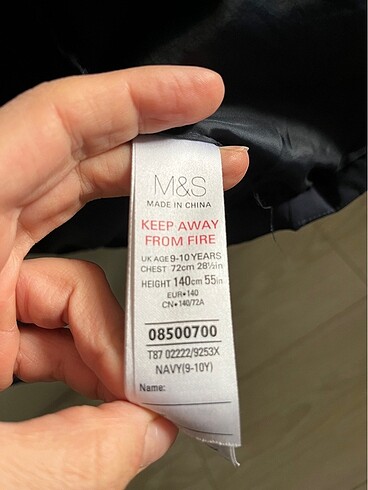 M&S
MADE IN CHINA
KEEP AWAY
FROM FIRE
UK AGE 9-10 YEARS
CHEST 72cm 28½in
HEIGHT 140cm 55in
EUR•140
CN•140/72A
08500700
T87 02222/9253X
NAVY(9-10Y)
Name: